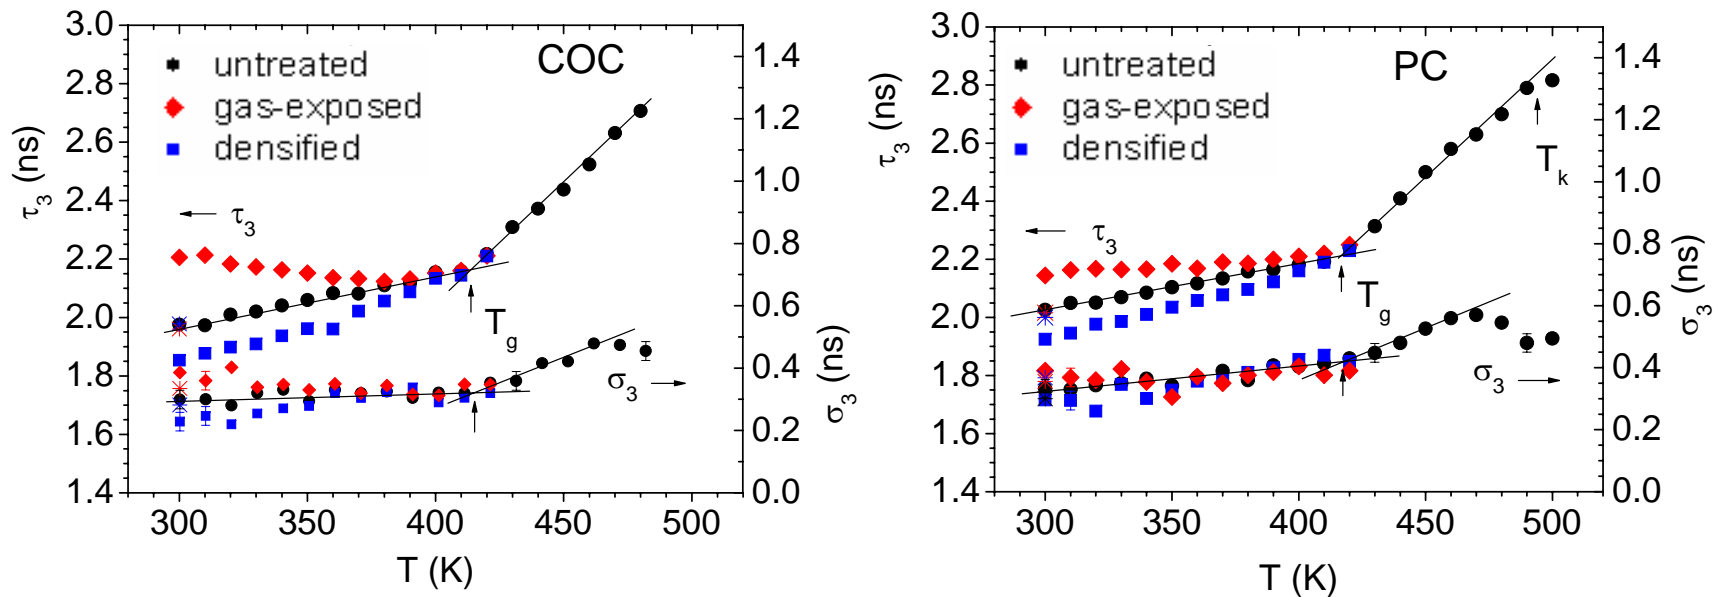 COC
untreated
gas-exposed
densified
τ3
Tg
σ3
3.0
2.8
2.6
2.4
2.2
2.0
1.8
1.6
1.4
τ3 (ns)
1.4
1.2
1.0
0.8
0.6
0.4
0.2
0.0
σ3 (ns)
300 350 400 450 500
T (K)
PC
untreated
gas-exposed
densified
Tk
τ3
Tg
σ3
3.0
2.8
2.6
2.4
2.2
2.0
1.8
1.6
1.4
τ3 (ns)
1.4
1.2
1.0
0.8
0.6
0.4
0.2
0.0
σ3 (ns)
300 350 400 450 500
T (K)